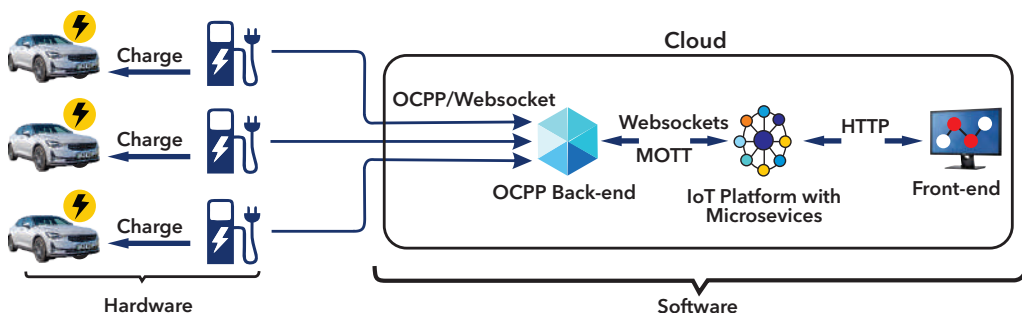 Cloud
Charge
OCPP/Websocket
Charge
Websockets
MOTT
HTTP
OCPP Back-end
IoT Platform with
Microsevices
Front-end
Charge
Hardware
Software